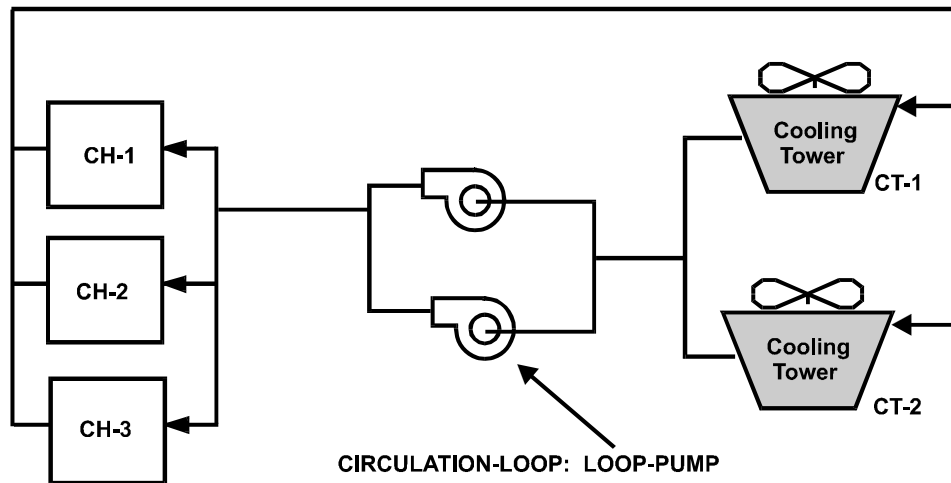 CH-1
CH-2
CH-3
Cooling
Tower
CT-1
Cooling
Tower
CT-2
CIRCULATION-LOOP: LOOP-PUMP